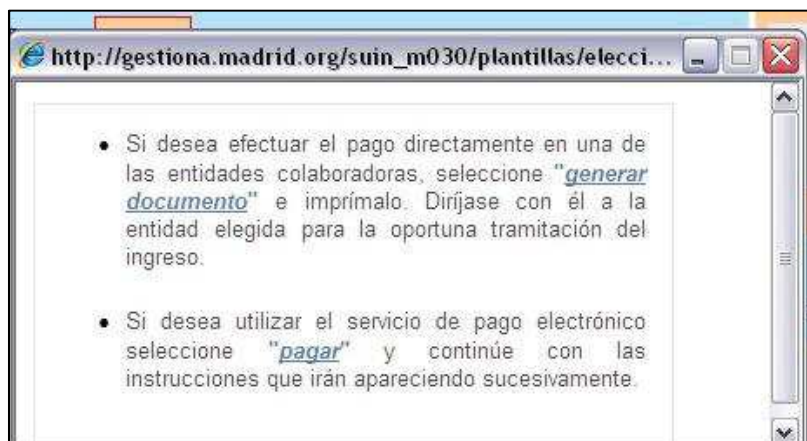 http://gestiona.madrid.org/suin_m030/plantillas/elecci...
• Si desea efectuar el pago directamente en una de
las entidades colaboradoras, seleccione "generar
documento" e imprímalo. Diríjase con él a la
entidad elegida para la oportuna tramitación del
ingreso.
• Si desea utilizar el servicio de pago electrónico
seleccione "pagar" y continúe con las
instrucciones que irán apareciendo sucesivamente.